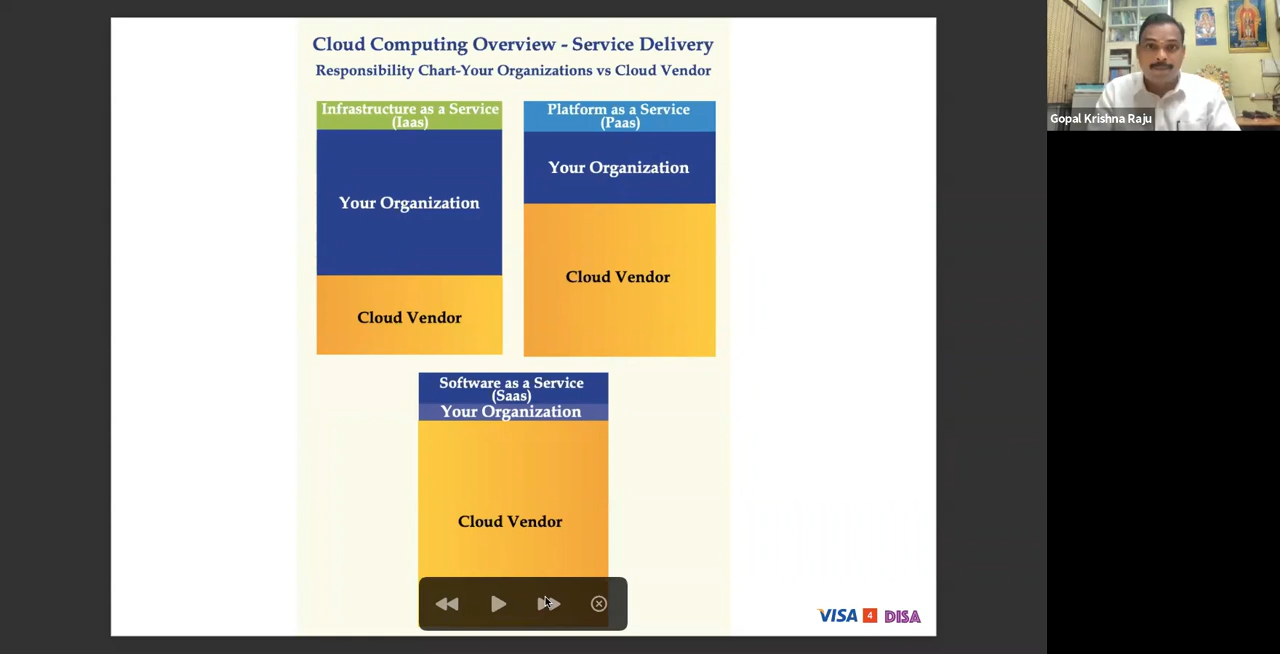 Cloud Computing Overview - Service Delivery
Responsibility Chart-Your Organizations vs Cloud Vendor
Infrastructure as a Service
(Iaas)
Your Organization
Cloud Vendor
Platform as a Service
(Paas)
Your Organization
Cloud Vendor
Software as a Service
(Saas)
Your Organization
Cloud Vendor
VISA 4 DISA
Gopal Krishna Raju